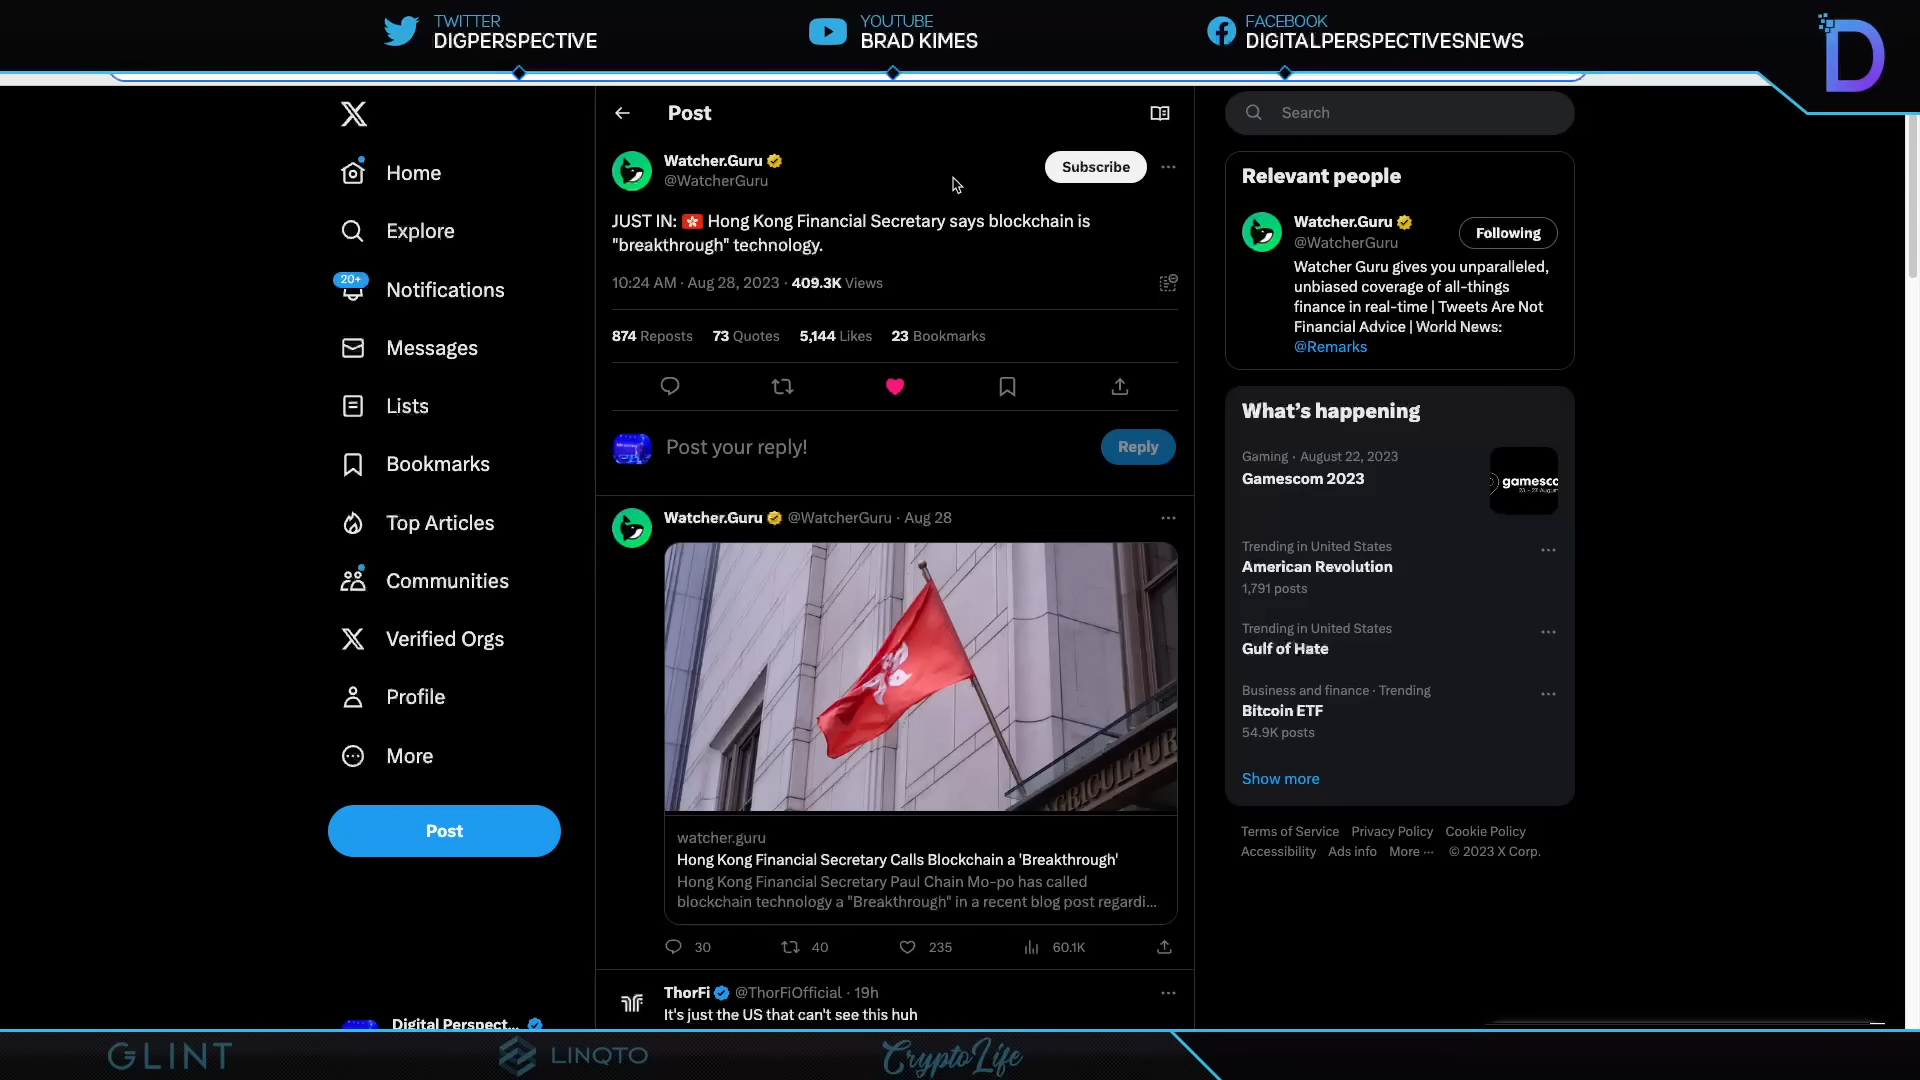 TWITTER
DIGPERSPECTIVE
YOUTUBE
BRAD KIMES
FACEBOOK
DIGITALPERSPECTIVESNEWS
D
Home
Explore
20+
Notifications
Messages
Lists
Bookmarks
Top Articles
Communities
Verified Orgs
Profile
More
Post
Digital Perspect...
Post
Watcher.Guru
@WatcherGuru
Subscribe
JUST IN: 🇭🇰 Hong Kong Financial Secretary says blockchain is
"breakthrough" technology.
10:24 AM · Aug 28, 2023 · 409.3K Views
874 Reposts 73 Quotes 5,144 Likes 23 Bookmarks
Post your reply!
Reply
Watcher.Guru @WatcherGuru · Aug 28
AGRICULTUR
watcher.guru
Hong Kong Financial Secretary Calls Blockchain a 'Breakthrough'
Hong Kong Financial Secretary Paul Chain Mo-po has called
blockchain technology a "Breakthrough" in a recent blog post regardi...
30 40 235 60.1K
ThorFi @ThorFiOfficial · 19h
It's just the US that can't see this huh
Search
Relevant people
Watcher.Guru
@WatcherGuru
Following
Watcher Guru gives you unparalleled,
unbiased coverage of all-things
finance in real-time | Tweets Are Not
Financial Advice | World News:
@Remarks
What's happening
Gaming · August 22, 2023
Gamescom 2023
gamesco
Trending in United States
American Revolution
1,791 posts
Trending in United States
Gulf of Hate
Business and finance · Trending
Bitcoin ETF
54.9K posts
Show more
Terms of Service Privacy Policy Cookie Policy
Accessibility Ads info More ··· © 2023 X Corp.
GLINT
LINQTO
CryptoLife